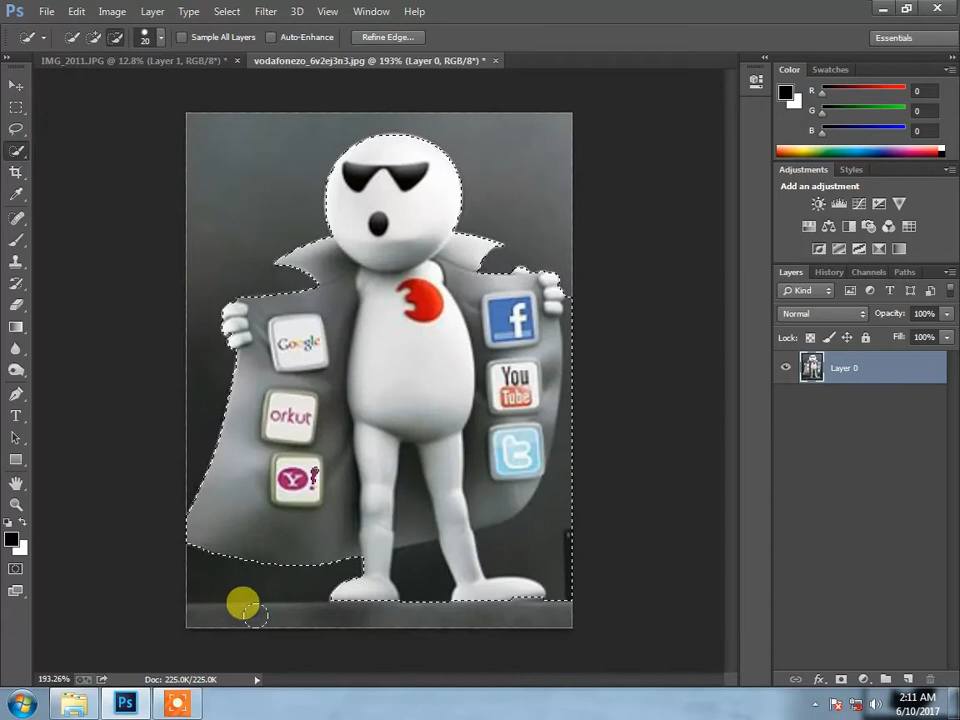 Ps File Edit Image Layer Type Select Filter 3D View Window Help
20 Sample All Layers Auto-Enhance Refine Edge... Essentials
IMG_2011.JPG @ 12.8% (Layer 1, RGB/8*) * × vodafonezo_6v2ej3n3.jpg @ 193% (Layer 0, RGB/8*) * ×
Color Swatches
R 0
G 0
B 0
Adjustments Styles
Add an adjustment
Layers History Channels Paths
Kind
Normal Opacity: 100%
Lock: Fill: 100%
Layer 0
Google
orkut
Y!
f
You
Tube
t
T
193.26% Doc: 225.0K/225.0K
Ps
2:11 AM
6/10/2017